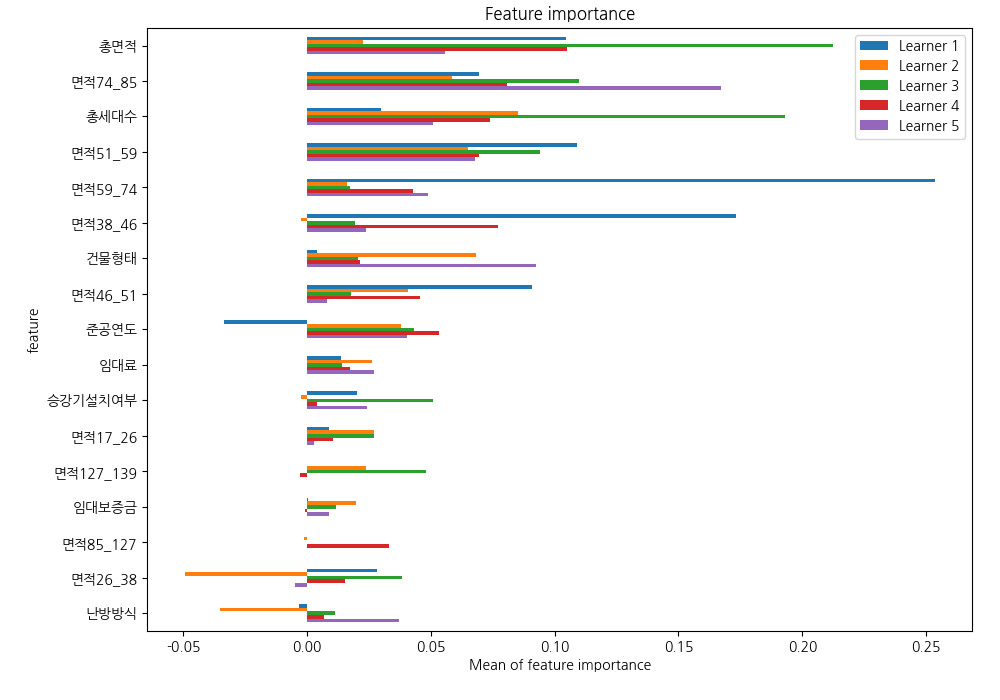 Feature importance
총면적
면적74_85
총세대수
면적51_59
면적59_74
면적38_46
건물형태
면적46_51
준공연도
임대료
승강기설치여부
면적17_26
면적127_139
임대보증금
면적85_127
면적26_38
난방방식
feature
Learner 1
Learner 2
Learner 3
Learner 4
Learner 5
-0.05 0.00 0.05 0.10 0.15 0.20 0.25
Mean of feature importance